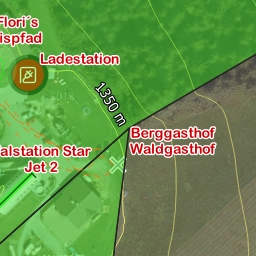 Flori´s
ispfad
Ladestation
1350 m
Berggasthof
Waldgasthof
alstation Star
Jet 2